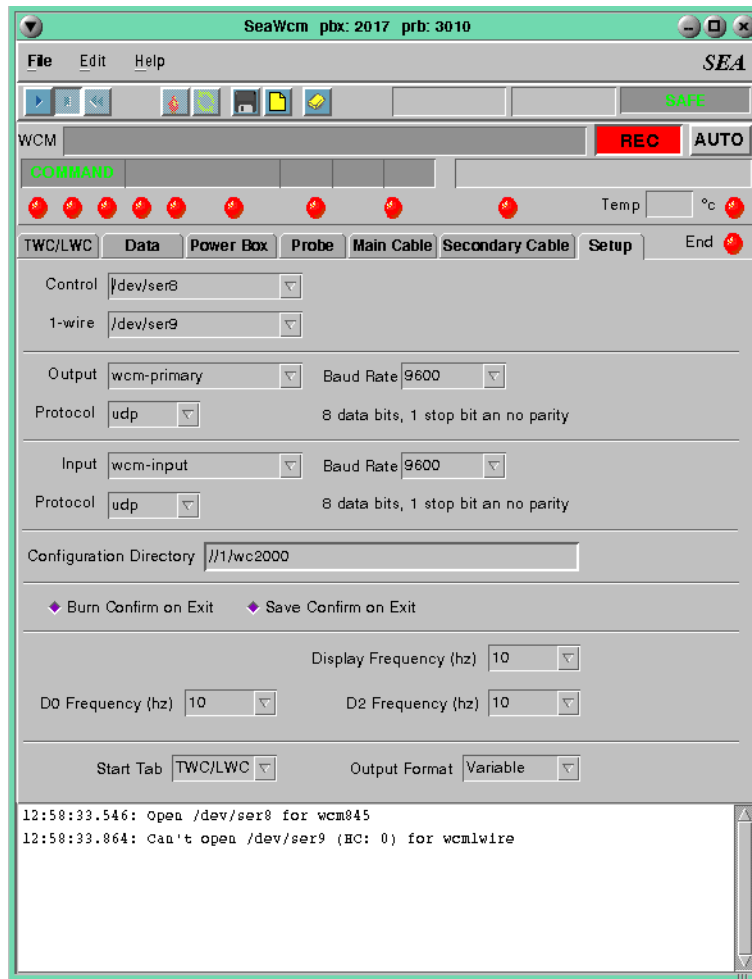 SeaWcm pbx: 2017 prb: 3010
File Edit Help SEA
SAFE
WCM REC AUTO
COMMAND
Temp °c
TWC/LWC Data Power Box Probe Main Cable Secondary Cable Setup End
Control /dev/ser8
1-wire /dev/ser9
Output wcm-primary Baud Rate 9600
Protocol udp 8 data bits, 1 stop bit an no parity
Input wcm-input Baud Rate 9600
Protocol udp 8 data bits, 1 stop bit an no parity
Configuration Directory //1/wc2000
Burn Confirm on Exit Save Confirm on Exit
Display Frequency (hz) 10
D0 Frequency (hz) 10 D2 Frequency (hz) 10
Start Tab TWC/LWC Output Format Variable
12:58:33.546: Open /dev/ser8 for wcm845
12:58:33.864: Can't open /dev/ser9 (HC: 0) for wcm1wire